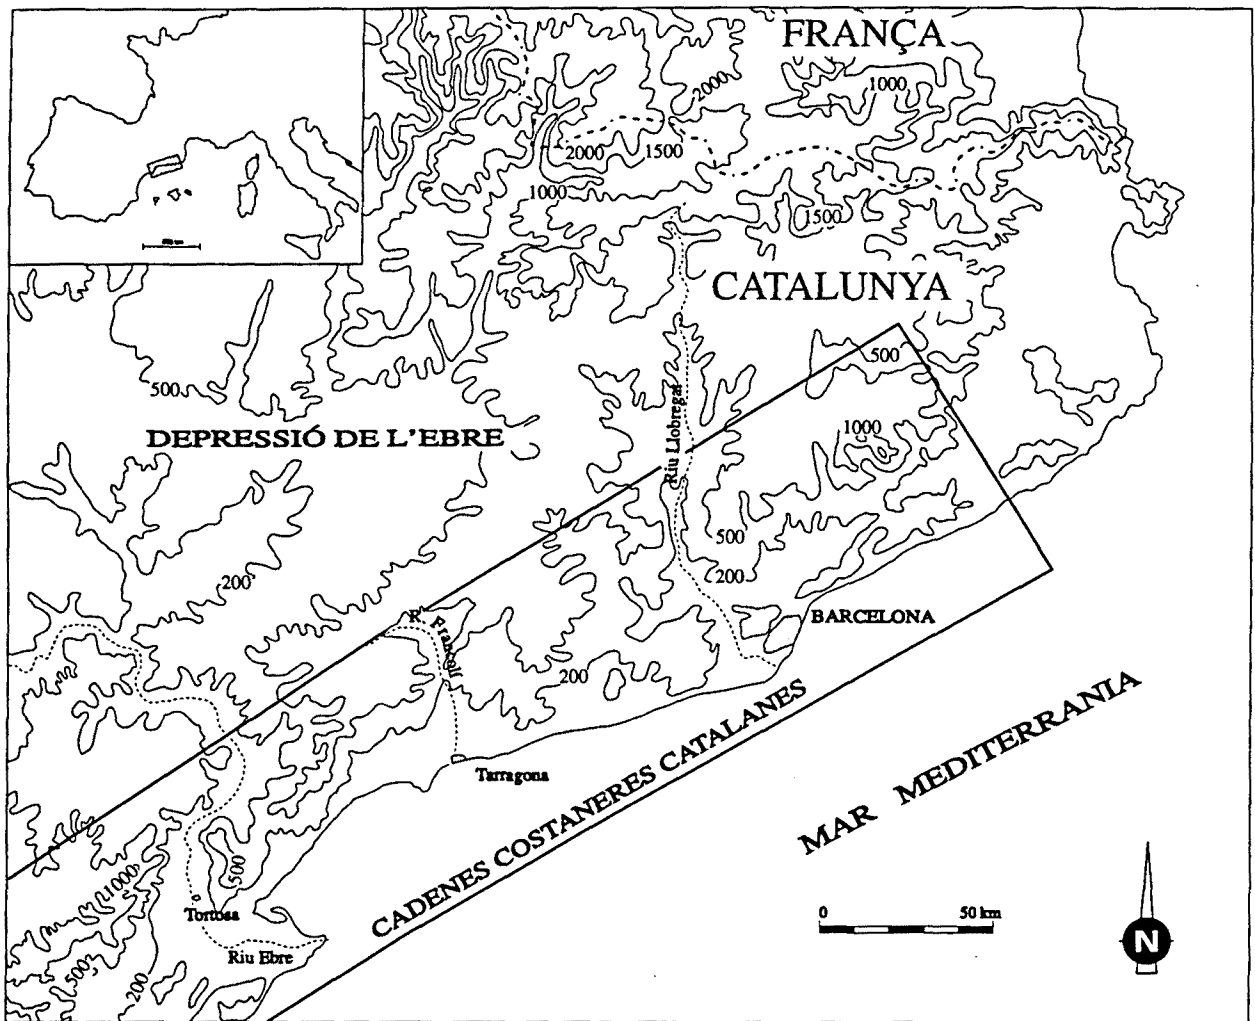 FRANÇA
2000
1000
2000
1500
1000
1500
CATALUNYA
500
500
Riu Llobregat
1000
DEPRESSIÓ DE L'EBRE
500
200
200
R. Francolí
BARCELONA
200
Tarragona
CADENES COSTANERES CATALANES
MAR MEDITERRANIA
500
1000
Tortosa
0 50 km
Riu Ebre
500
200
N